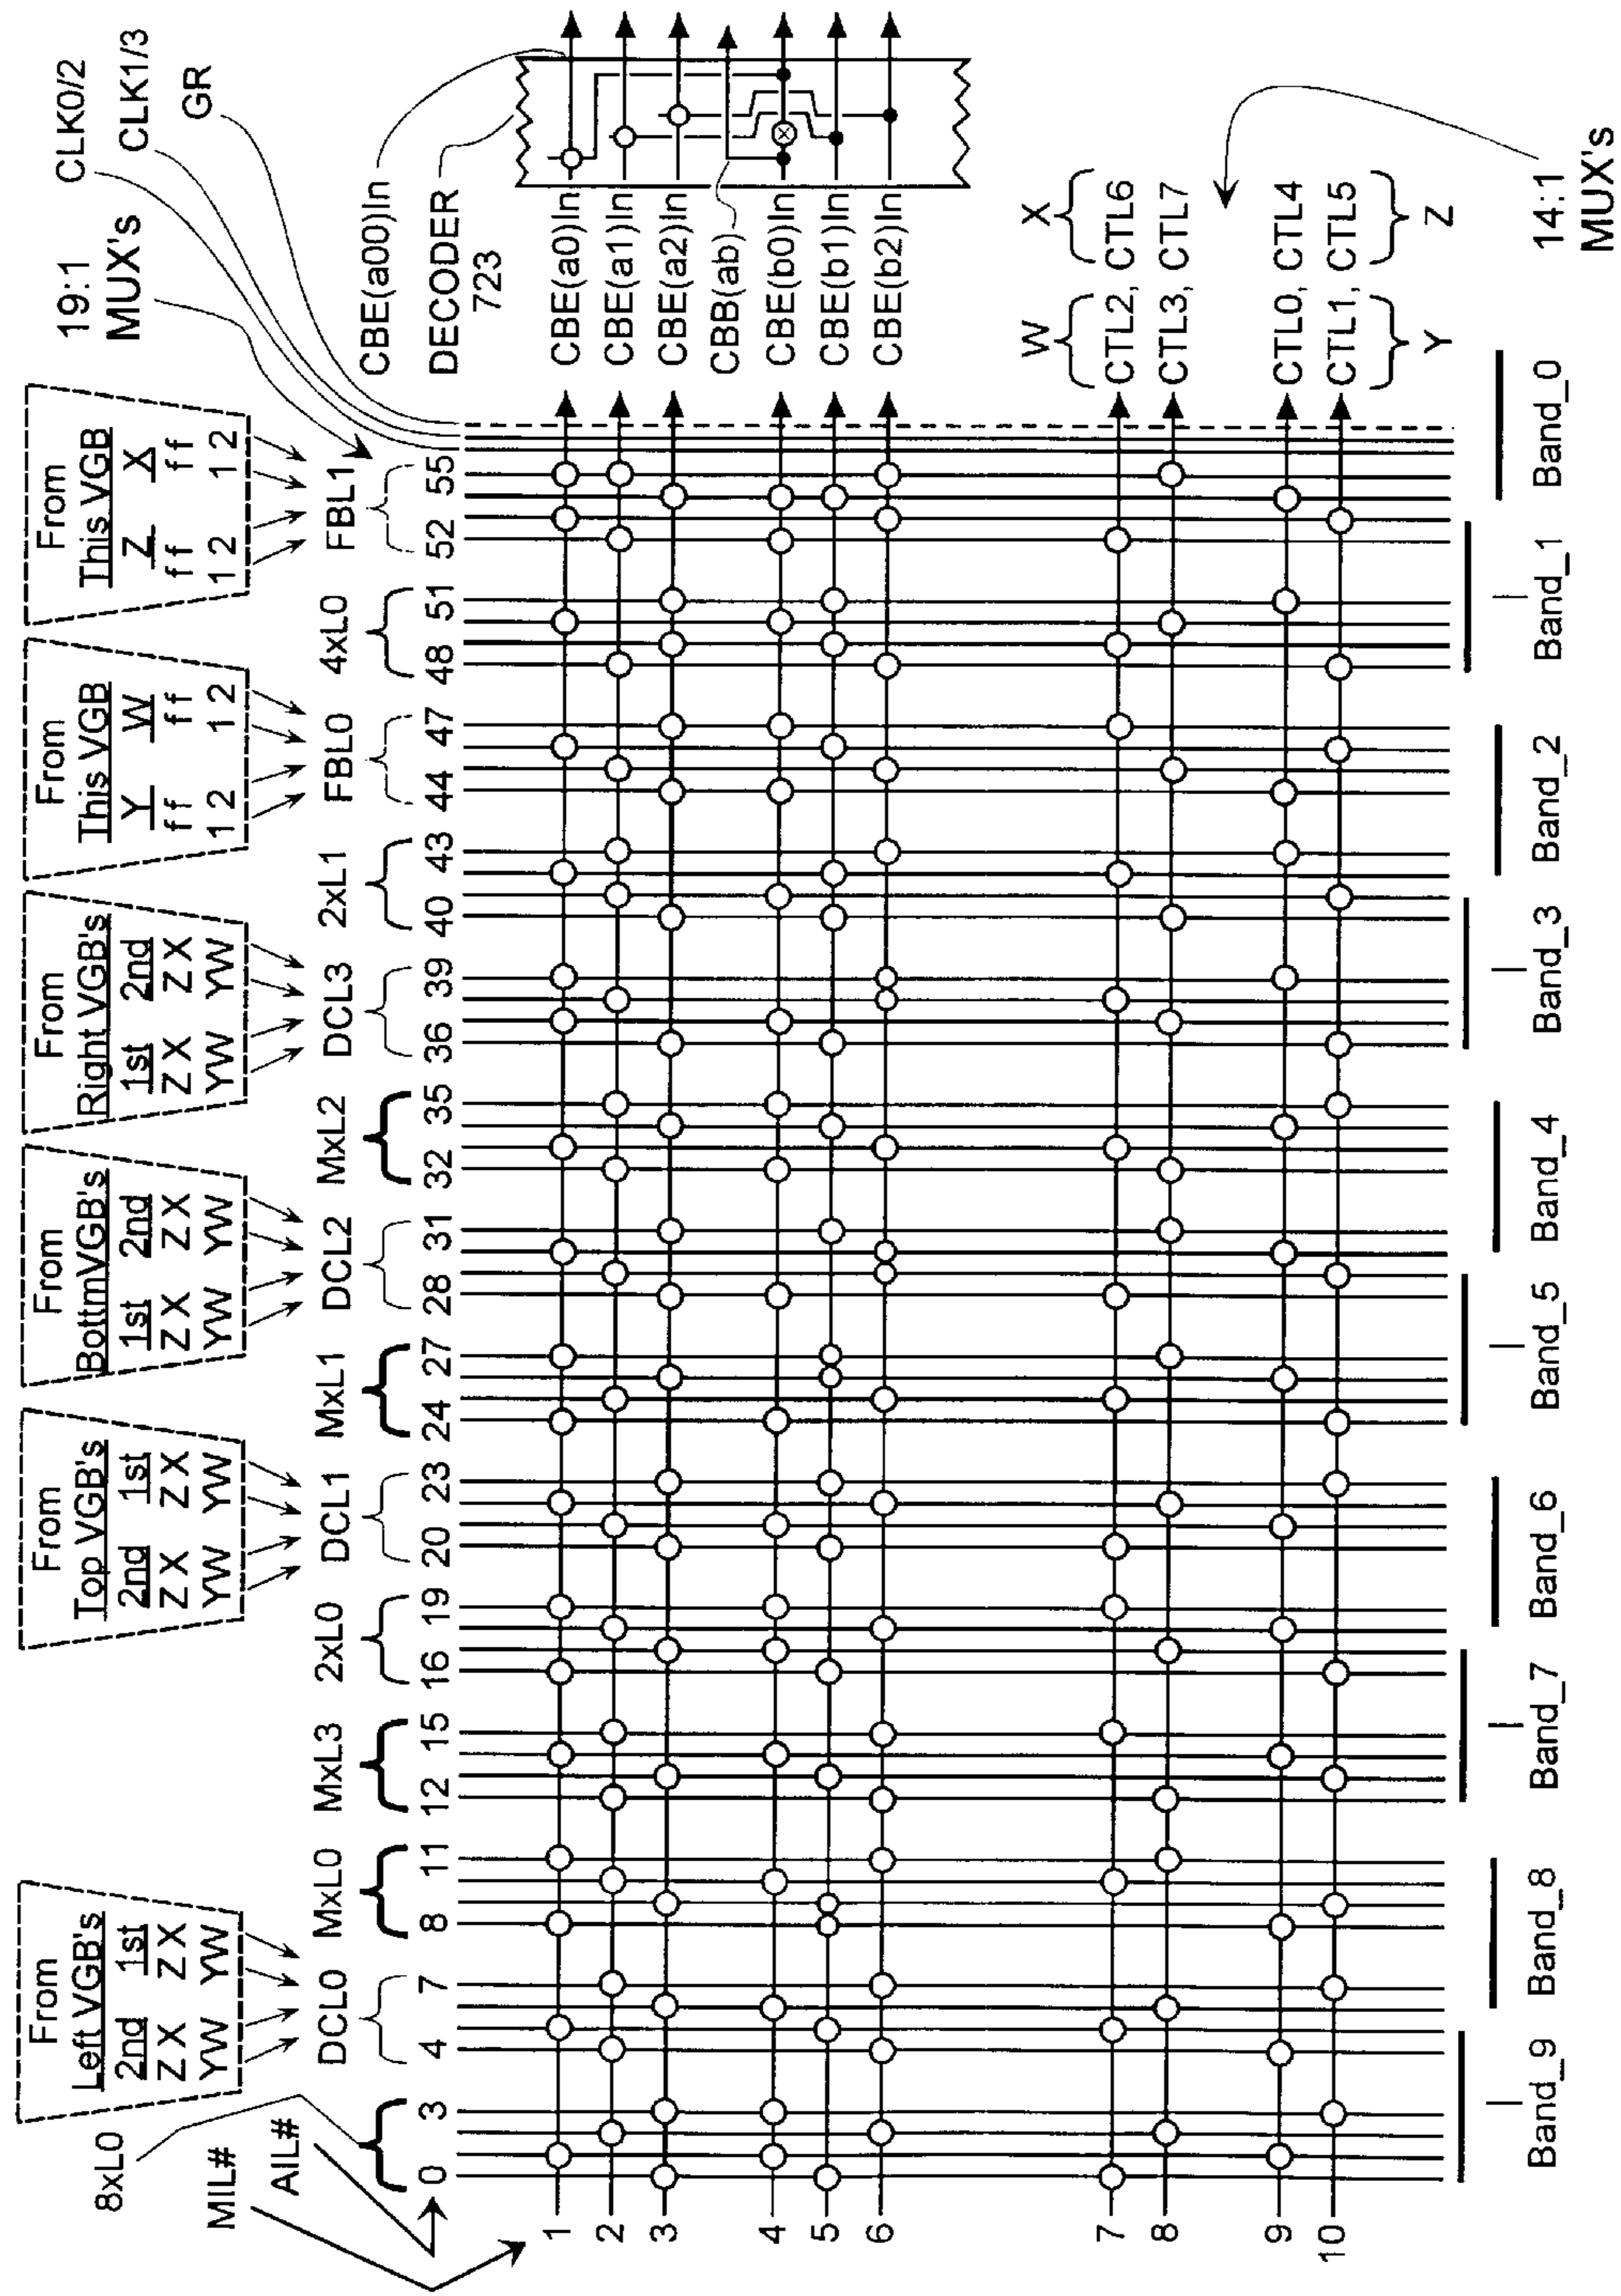 From
Left VGB's
2nd 1st
Z X Z X
YW YW
From
Top VGB's
2nd 1st
Z X Z X
YW YW
From
BottmVGB's
1st 2nd
Z X Z X
YW YW
From
Right VGB's
1st 2nd
Z X Z X
YW YW
From
This VGB
Y W
ff ff
1 2 1 2
From
This VGB
Z X
ff ff
1 2 1 2
19:1
MUX's
CLK0/2
CLK1/3
GR
8xL0
MIL#
AIL#
DCL0 MxL0 MxL3 2xL0 DCL1 MxL1 DCL2 MxL2 DCL3 2xL1 FBL0 4xL0 FBL1
0 3 4 7 8 11 12 15 16 19 20 23 24 27 28 31 32 35 36 39 40 43 44 47 48 51 52 55
CBE(a00)In
DECODER
723
1 CBE(a0)In
2 CBE(a1)In
3 CBE(a2)In
CBB(ab)
4 CBE(b0)In
5 CBE(b1)In
6 CBE(b2)In
W X
7 CTL2, CTL6
8 CTL3, CTL7
9 CTL0, CTL4
10 CTL1, CTL5
Y Z
14:1
MUX's
Band_9 Band_8 Band_7 Band_6 Band_5 Band_4 Band_3 Band_2 Band_1 Band_0